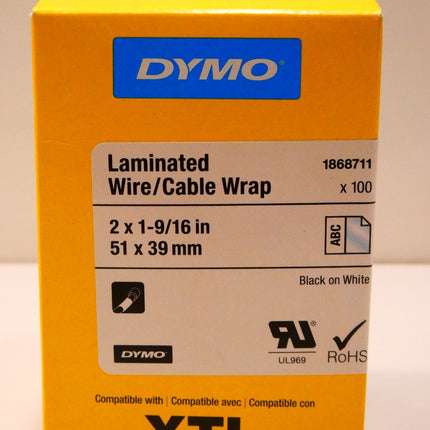 DYMO
Laminated
Wire/Cable Wrap
1868711
x 100
2 x 1-9/16 in
51 x 39 mm
ABC
Black on White
DYMO
UL969
RoHS
Compatible with | Compatible avec | Compatible con
XTL